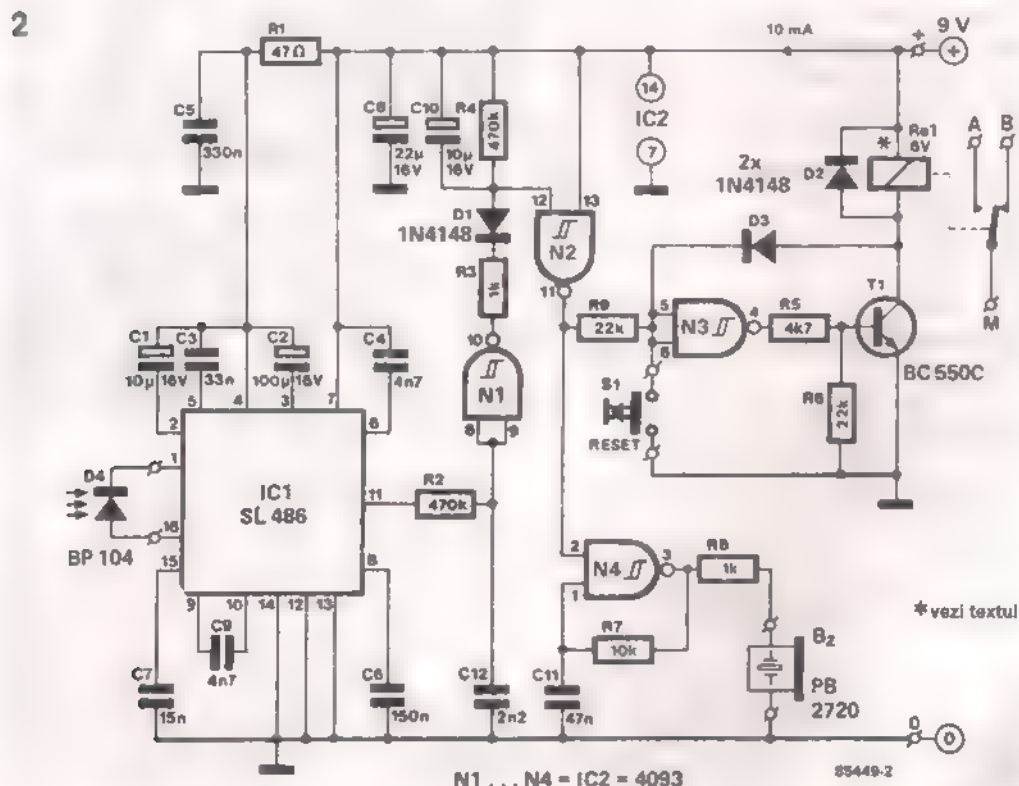 2
R1
47Ω
10 mA
+
9 V
+
C5
330n
C8
22µ
16V
C10
10µ
16V
R4
470k
14
IC2
7
2x
1N4148
D2
*
Re1
6V
A
B
M
D1
1N4148
R3
1k
12
13
N2
11
D3
R9
22k
5
6
N3
4
R5
4k7
T1
BC 550C
R6
22k
S1
RESET
C1
10µ
16V
C3
33n
C2
100µ
16V
C4
4n7
10
N1
8
9
5
4
3
7
2
6
1
D4
16
BP 104
IC1
SL 486
11
R2
470k
15
8
9
10
14
12
13
C9
4n7
C7
15n
C6
150n
C12
2n2
C11
47n
2
N4
3
1
R8
1k
R7
10k
B2
PB
2720
* vezi textul
0
0
N1 . . . N4 = IC2 = 4093
85449-2